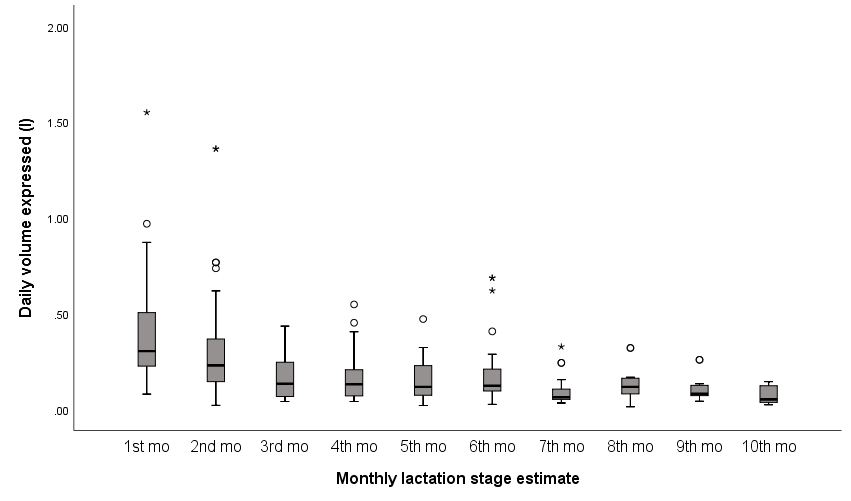 Daily volume expressed (l)
2.00
1.50
1.00
.50
.00
1st mo 2nd mo 3rd mo 4th mo 5th mo 6th mo 7th mo 8th mo 9th mo 10th mo
Monthly lactation stage estimate